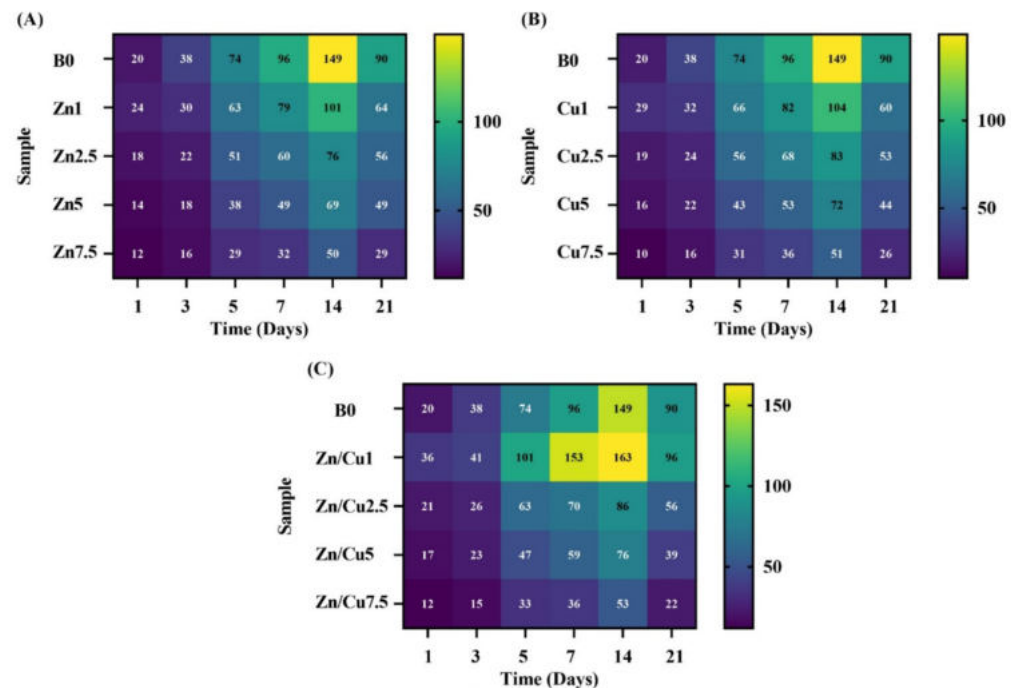 (A)
B0 20 38 74 96 149 90
Zn1 24 30 63 79 101 64
Zn2.5 18 22 51 60 76 56
Zn5 14 18 38 49 69 49
Zn7.5 12 16 29 32 50 29
1 3 5 7 14 21
Time (Days)
Sample
100
50
(B)
B0 20 38 74 96 149 90
Cu1 29 32 66 82 104 60
Cu2.5 19 24 56 68 83 53
Cu5 16 22 43 53 72 44
Cu7.5 10 16 31 36 51 26
1 3 5 7 14 21
Time (Days)
Sample
100
50
(C)
B0 20 38 74 96 149 90
Zn/Cu1 36 41 101 153 163 96
Zn/Cu2.5 21 26 63 70 86 56
Zn/Cu5 17 23 47 59 76 39
Zn/Cu7.5 12 15 33 36 53 22
1 3 5 7 14 21
Time (Days)
Sample
150
100
50